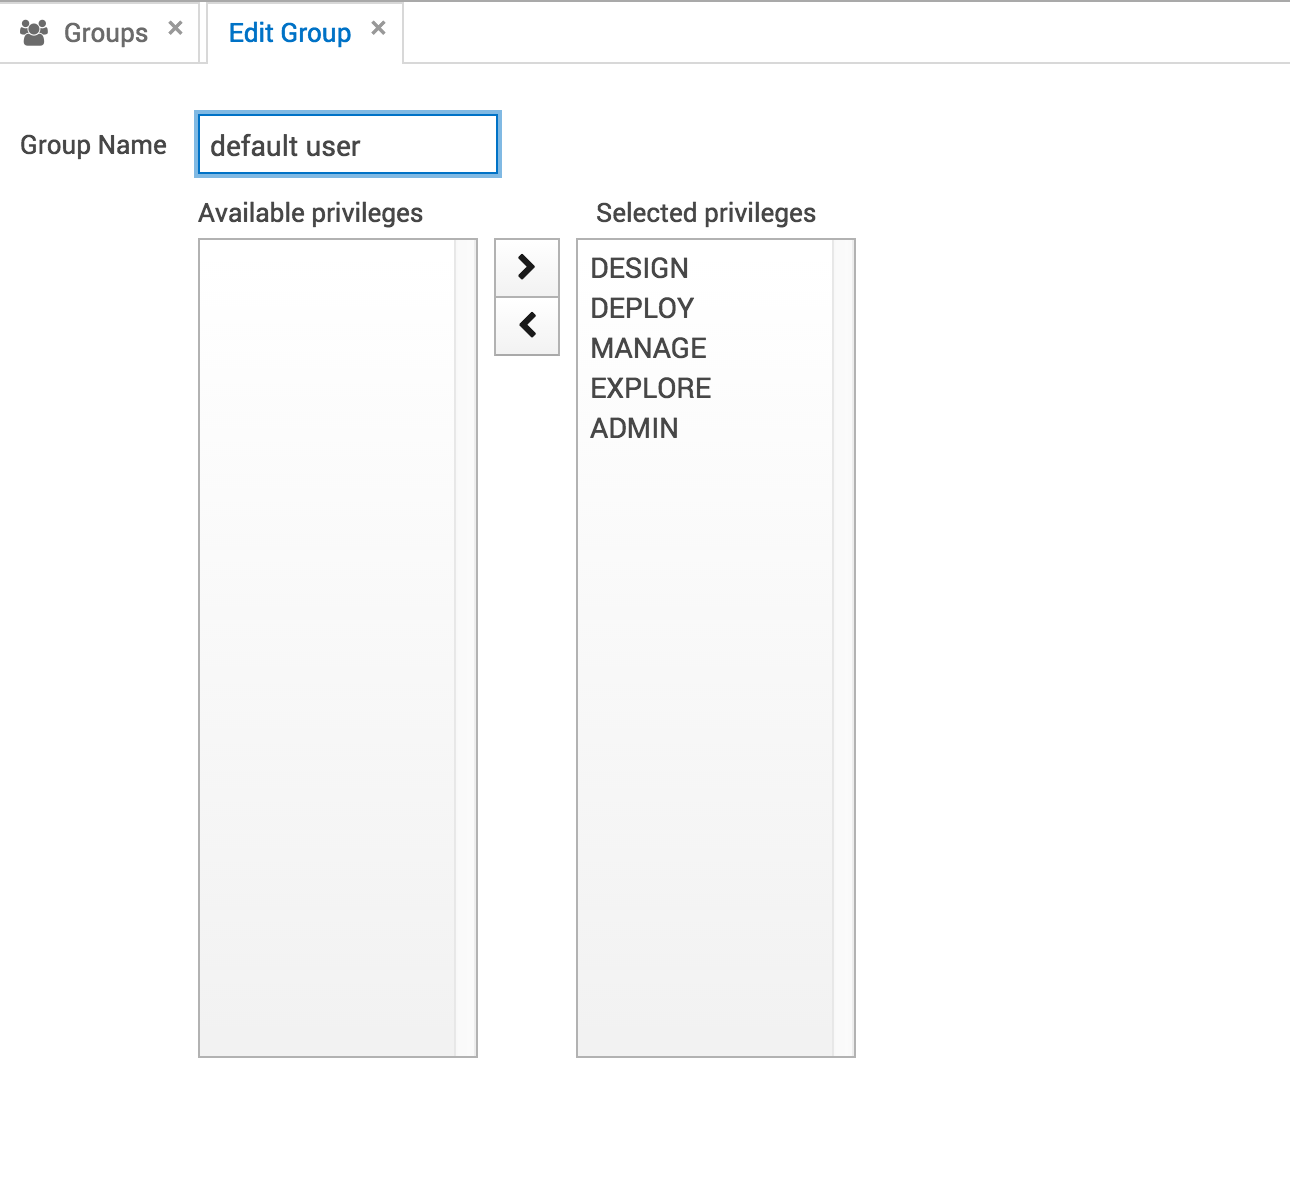 Groups
Edit Group
Group Name
default user
Available privileges
Selected privileges
DESIGN
DEPLOY
MANAGE
EXPLORE
ADMIN